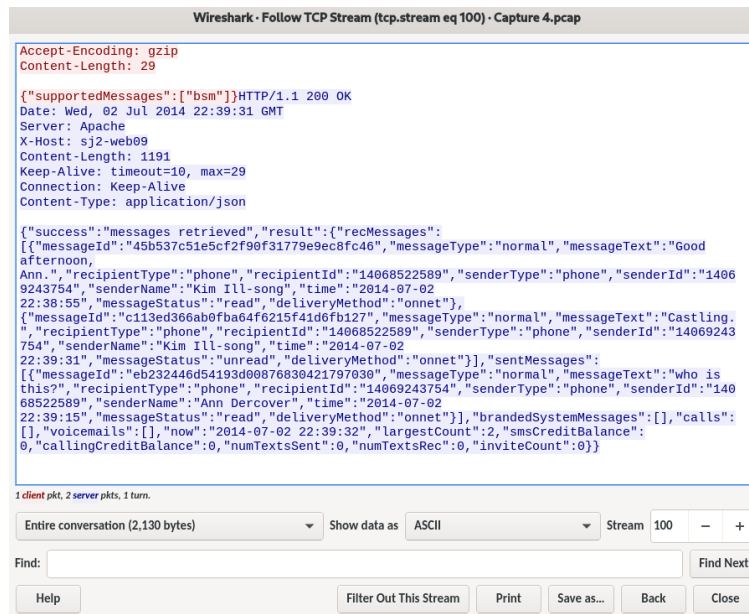 Wireshark · Follow TCP Stream (tcp.stream eq 100) · Capture 4.pcap
Accept-Encoding: gzip
Content-Length: 29
{"supportedMessages":["bsm"]}HTTP/1.1 200 OK
Date: Wed, 02 Jul 2014 22:39:31 GMT
Server: Apache
X-Host: sj2-web09
Content-Length: 1191
Keep-Alive: timeout=10, max=29
Connection: Keep-Alive
Content-Type: application/json
{"success":"messages retrieved","result":{"recMessages":
[{"messageId":"45b537c51e5cf2f90f31779e9ec8fc46","messageType":"normal","messageText":"Good
afternoon,
Ann.","recipientType":"phone","recipientId":"14068522589","senderType":"phone","senderId":"1406
9243754","senderName":"Kim Ill-song","time":"2014-07-02
22:38:55","messageStatus":"read","deliveryMethod":"onnet"},
{"messageId":"c113ed366ab0fba64f6215f41d6fb127","messageType":"normal","messageText":"Castling.
","recipientType":"phone","recipientId":"14068522589","senderType":"phone","senderId":"14069243
754","senderName":"Kim Ill-song","time":"2014-07-02
22:39:31","messageStatus":"unread","deliveryMethod":"onnet"}],"sentMessages":
[{"messageId":"eb232446d54193d00876830421797030","messageType":"normal","messageText":"who is
this?","recipientType":"phone","recipientId":"14069243754","senderType":"phone","senderId":"140
68522589","senderName":"Ann Dercover","time":"2014-07-02
22:39:15","messageStatus":"read","deliveryMethod":"onnet"}],"brandedSystemMessages":[],"calls":
[],"voicemails":[],"now":"2014-07-02 22:39:32","largestCount":2,"smsCreditBalance":
0,"callingCreditBalance":0,"numTextsSent":0,"numTextsRec":0,"inviteCount":0}}
1 client pkt, 2 server pkts, 1 turn.
Entire conversation (2,130 bytes) Show data as ASCII Stream 100 − +
Find: Find Next
Help Filter Out This Stream Print Save as... Back Close